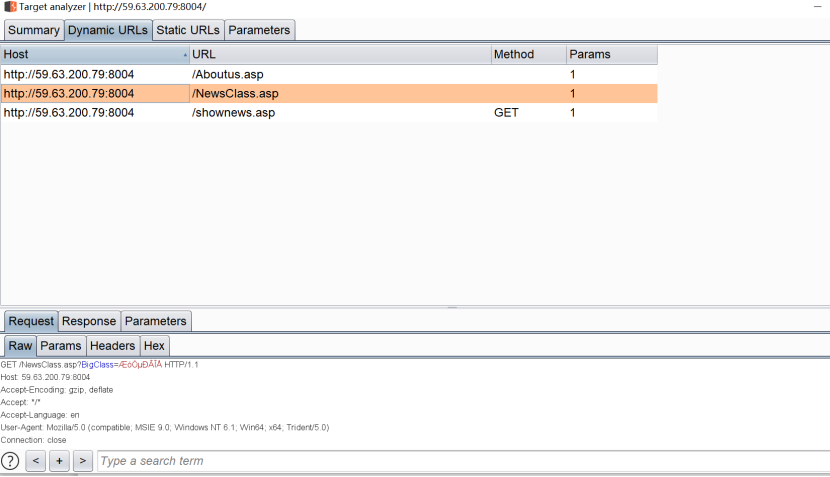 Target analyzer | http://59.63.200.79:8004/
Summary Dynamic URLs Static URLs Parameters
Host URL Method Params
http://59.63.200.79:8004 /Aboutus.asp 1
http://59.63.200.79:8004 /NewsClass.asp 1
http://59.63.200.79:8004 /shownews.asp GET 1
Request Response Parameters
Raw Params Headers Hex
GET /NewsClass.asp?BigClass=ÆóÒµÐÂÎÅ HTTP/1.1
Host: 59.63.200.79:8004
Accept-Encoding: gzip, deflate
Accept: */*
Accept-Language: en
User-Agent: Mozilla/5.0 (compatible; MSIE 9.0; Windows NT 6.1; Win64; x64; Trident/5.0)
Connection: close
? < + > Type a search term